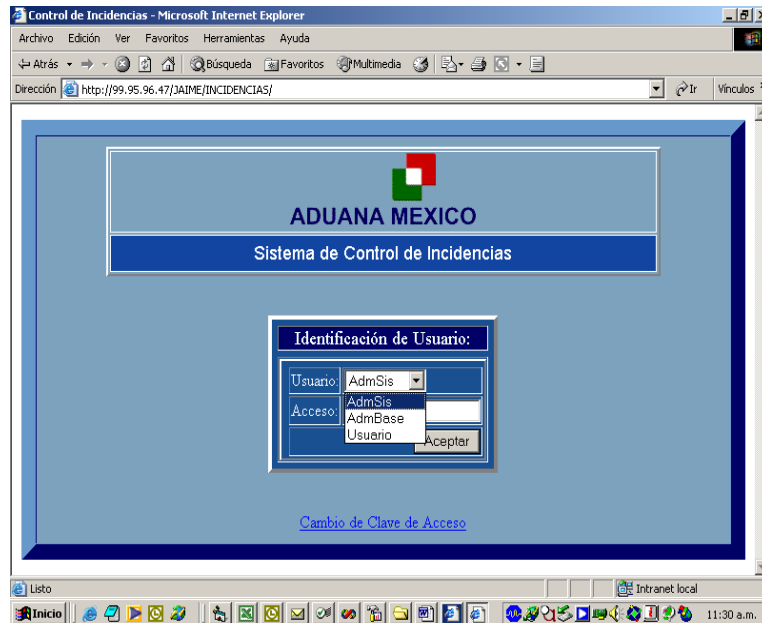 Control de Incidencias - Microsoft Internet Explorer
Archivo Edición Ver Favoritos Herramientas Ayuda
Atrás Búsqueda Favoritos Multimedia
Dirección http://99.95.96.47/JAIME/INCIDENCIAS/ Ir Vínculos
ADUANA MEXICO
Sistema de Control de Incidencias
Identificación de Usuario:
Usuario: AdmSis
AdmSis
Acceso:
AdmBase
Usuario
Aceptar
Cambio de Clave de Acceso
Listo Intranet local
Inicio 11:30 a.m.